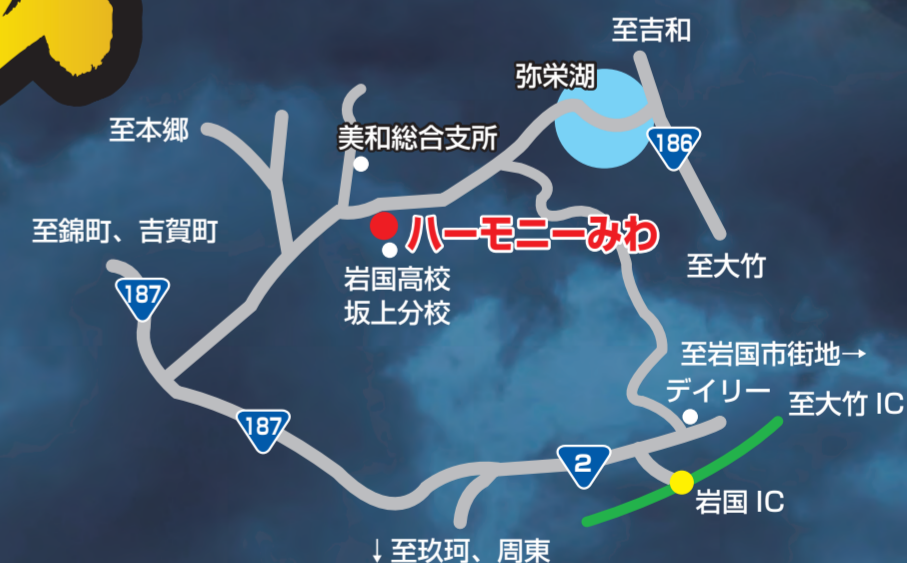 至吉和
弥栄湖
至本郷
美和総合支所
186
至錦町、吉賀町
ハーモニーみわ
至大竹
187
岩国高校
坂上分校
至岩国市街地→
デイリー
至大竹 IC
187
2
岩国 IC
↓至玖珂、周東